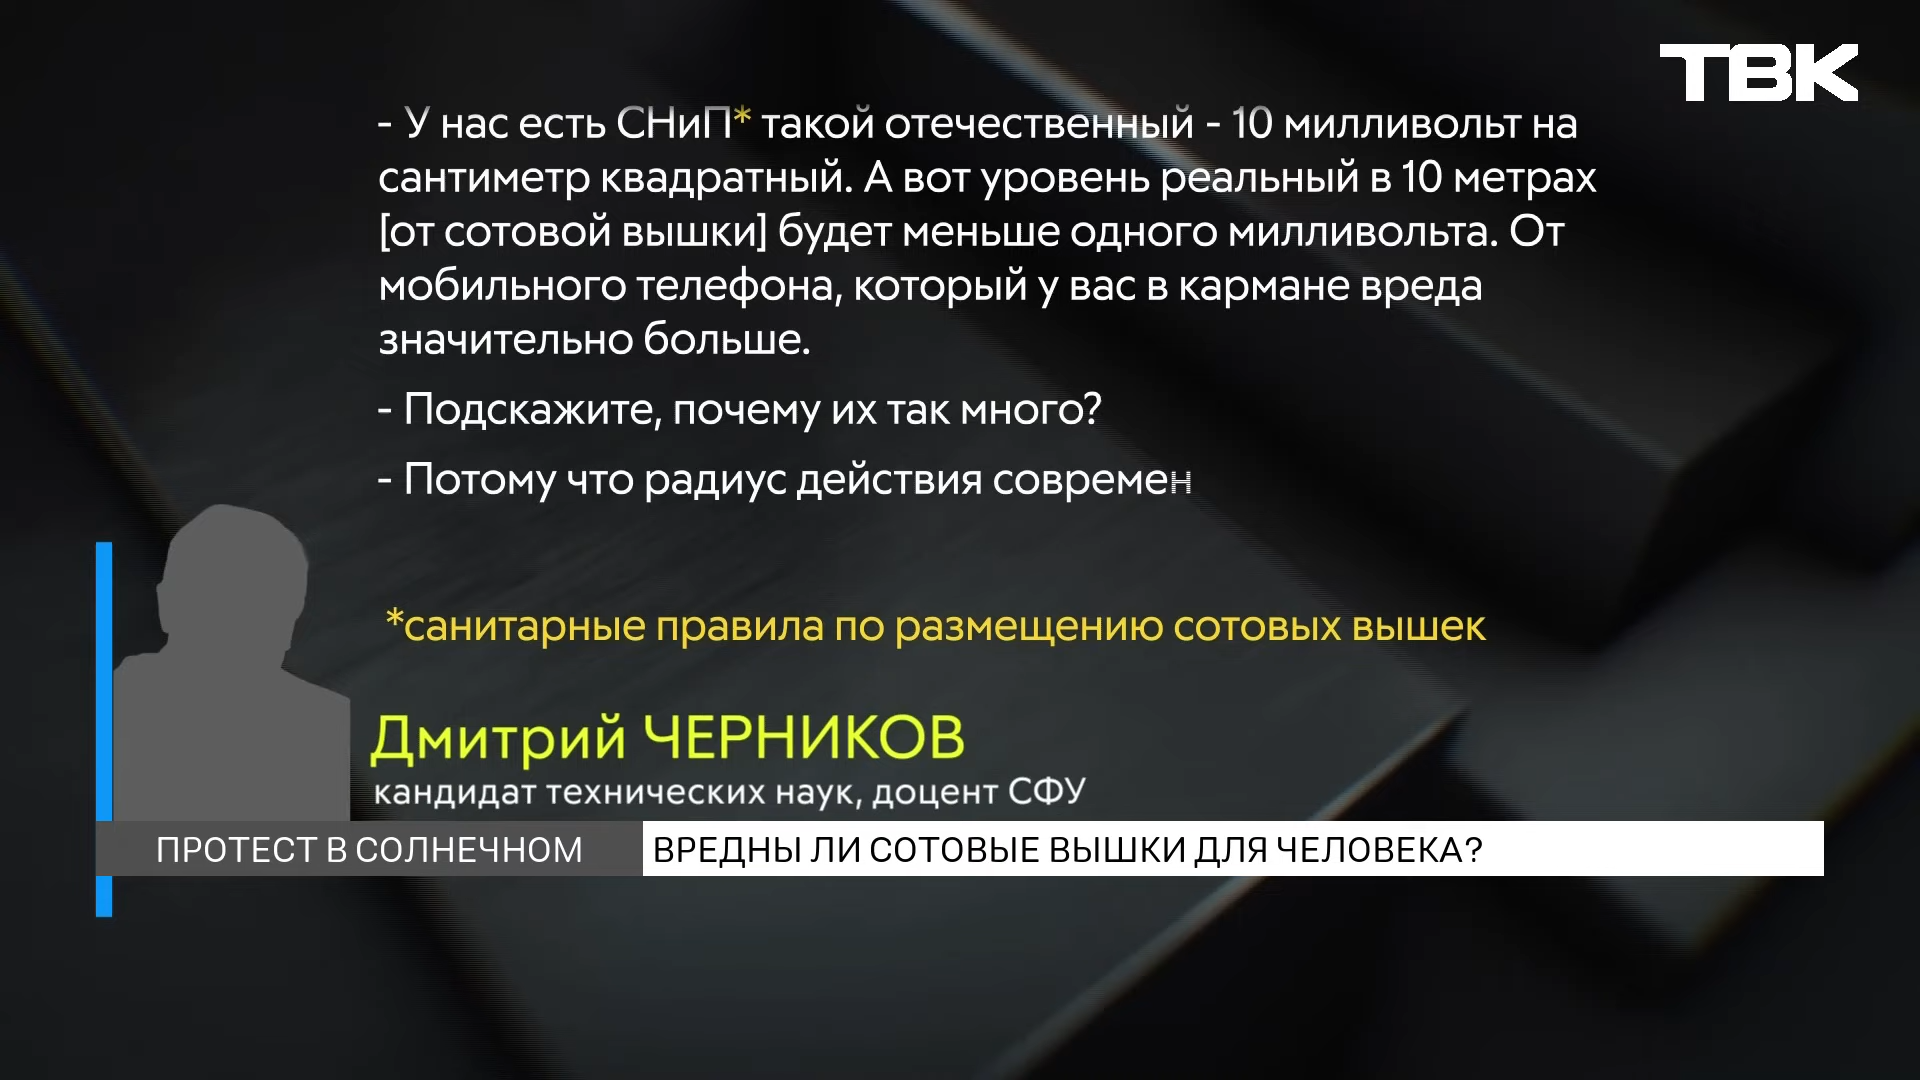 ТВК
- У нас есть СНиП* такой отечественный - 10 милливольт на
сантиметр квадратный. А вот уровень реальный в 10 метрах
[от сотовой вышки] будет меньше одного милливольта. От
мобильного телефона, который у вас в кармане вреда
значительно больше.
- Подскажите, почему их так много?
- Потому что радиус действия современ
*санитарные правила по размещению сотовых вышек
Дмитрий ЧЕРНИКОВ
кандидат технических наук, доцент СФУ
ПРОТЕСТ В СОЛНЕЧНОМ ВРЕДНЫ ЛИ СОТОВЫЕ ВЫШКИ ДЛЯ ЧЕЛОВЕКА?